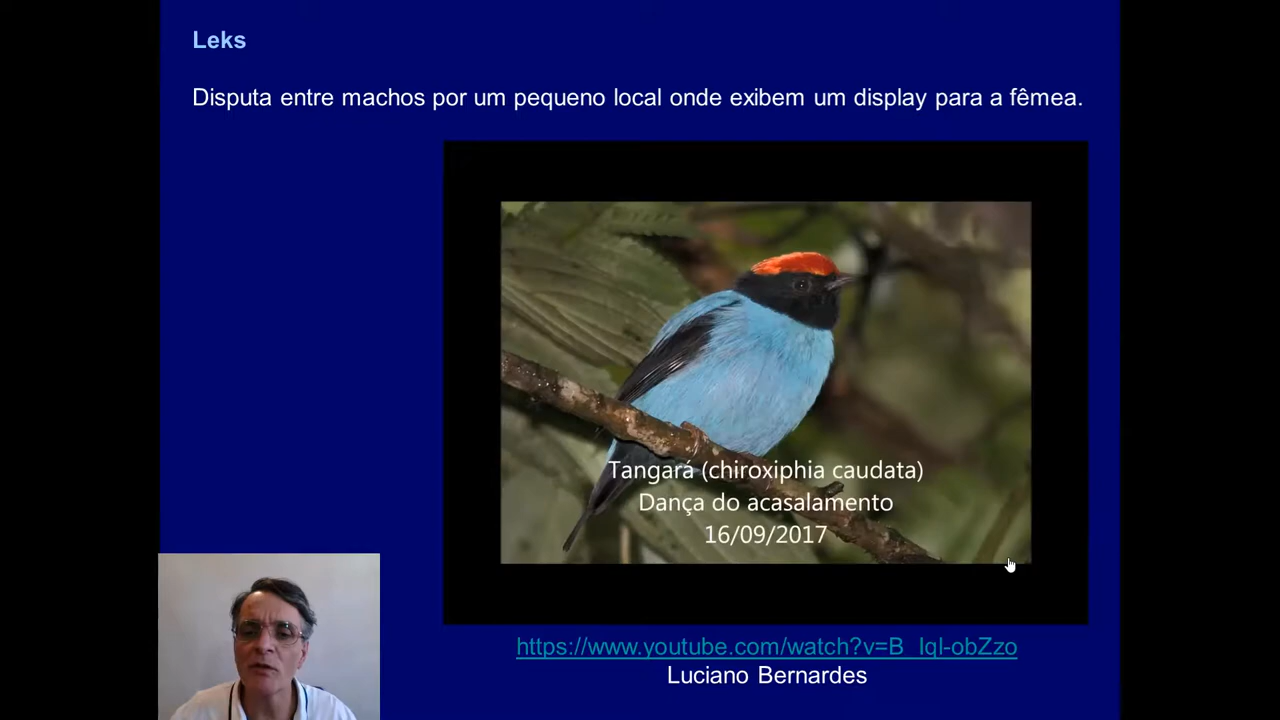 Leks
Disputa entre machos por um pequeno local onde exibem um display para a fêmea.
Tangará (chiroxiphia caudata)
Dança do acasalamento
16/09/2017
https://www.youtube.com/watch?v=B_lql-obZzo
Luciano Bernardes